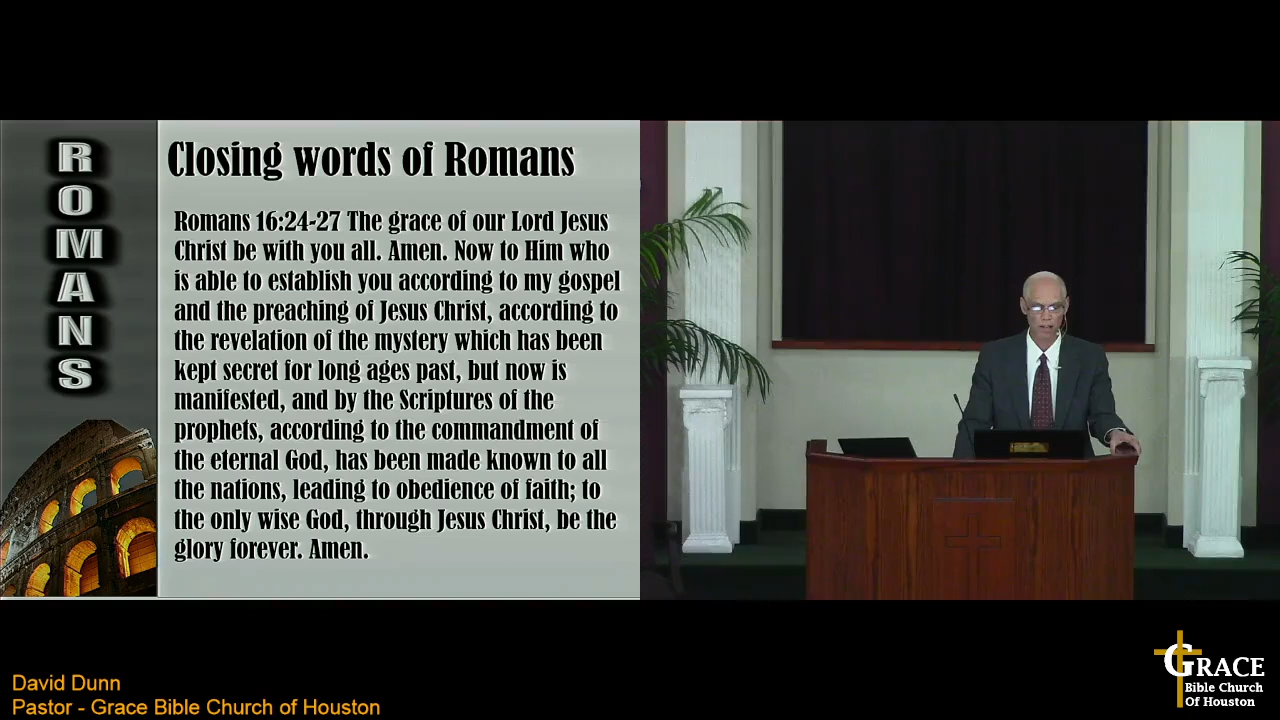 ROMANS
Closing words of Romans
Romans 16:24-27 The grace of our Lord Jesus
Christ be with you all. Amen. Now to Him who
is able to establish you according to my gospel
and the preaching of Jesus Christ, according to
the revelation of the mystery which has been
kept secret for long ages past, but now is
manifested, and by the Scriptures of the
prophets, according to the commandment of
the eternal God, has been made known to all
the nations, leading to obedience of faith; to
the only wise God, through Jesus Christ, be the
glory forever. Amen.
David Dunn
Pastor - Grace Bible Church of Houston
GRACE
Bible Church
Of Houston